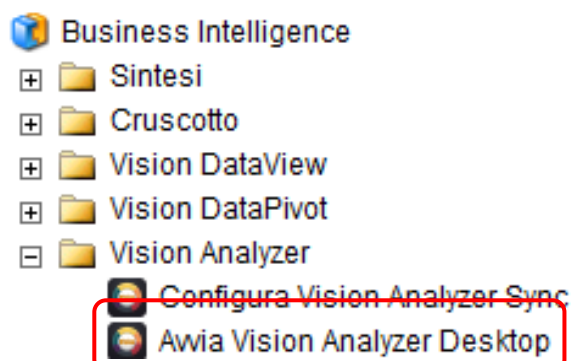 Business Intelligence
Sintesi
Cruscotto
Vision DataView
Vision DataPivot
Vision Analyzer
Configura Vision Analyzer Sync
Avvia Vision Analyzer Desktop